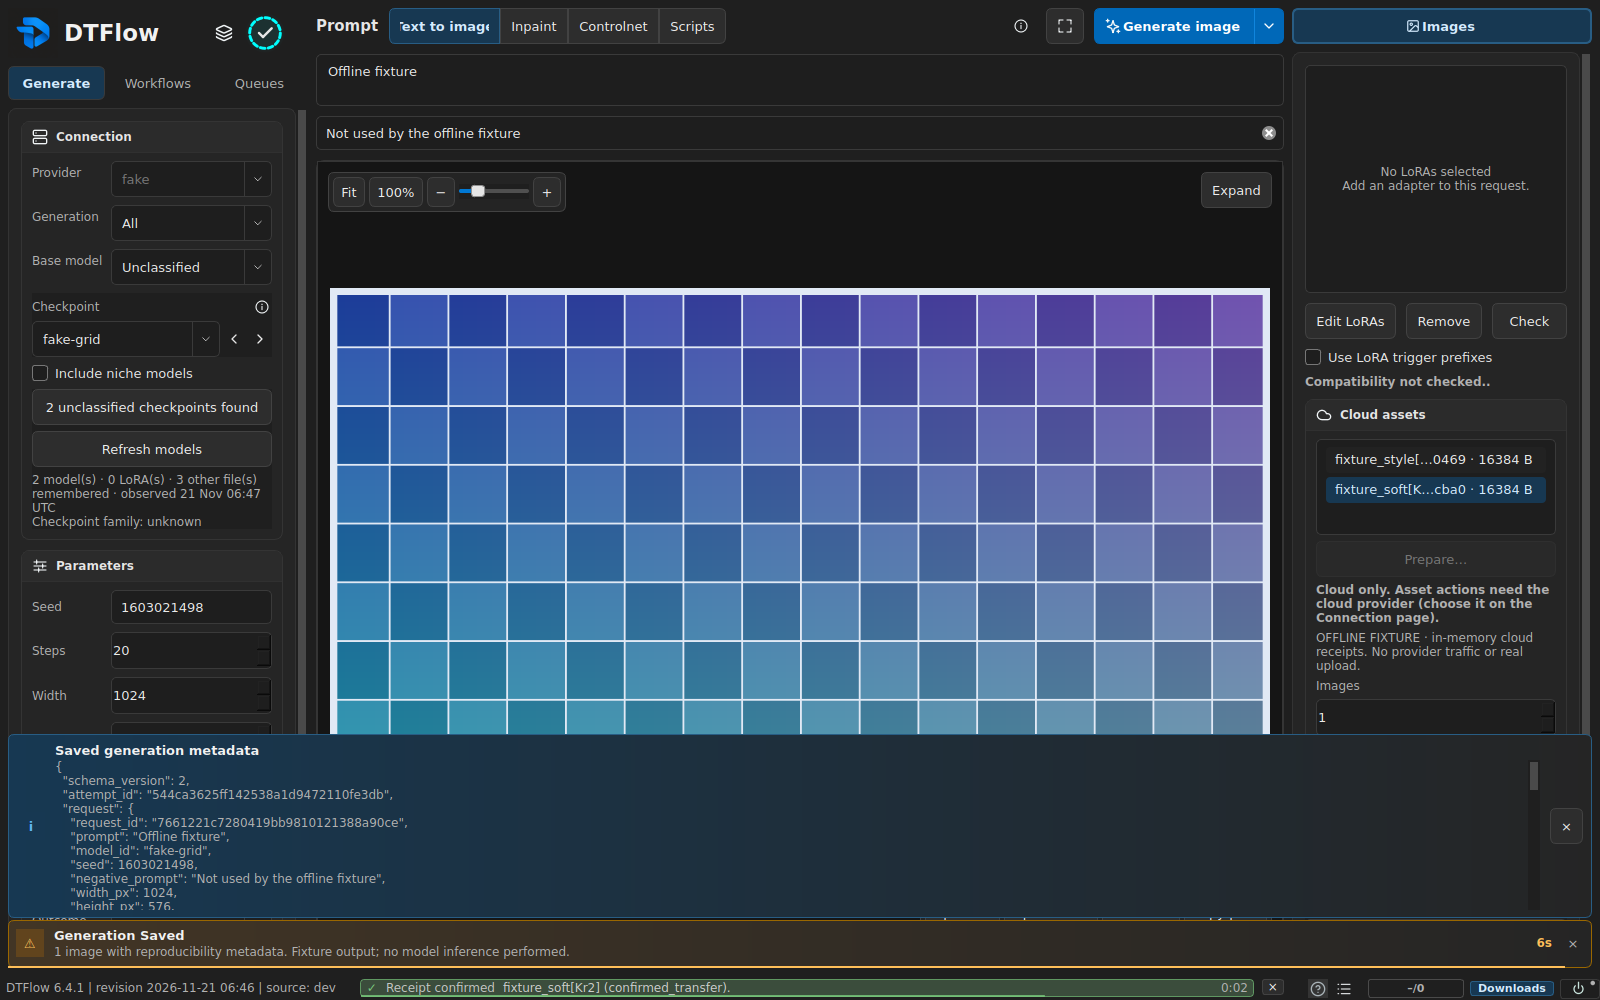 DTFlow
Generate
Workflows
Queues
Connection
Provider
fake
Generation
All
Base model
Unclassified
Checkpoint
fake-grid
Include niche models
2 unclassified checkpoints found
Refresh models
2 model(s) · 0 LoRA(s) · 3 other file(s)
remembered · observed 21 Nov 06:47
UTC
Checkpoint family: unknown
Parameters
Seed
1603021498
Steps
20
Width
1024
Prompt
Text to image
Inpaint
Controlnet
Scripts
Generate image
Offline fixture
Not used by the offline fixture
Fit
100%
−
+
Expand
Images
No LoRAs selected
Add an adapter to this request.
Edit LoRAs
Remove
Check
Use LoRA trigger prefixes
Compatibility not checked..
Cloud assets
fixture_style[...0469 · 16384 B
fixture_soft[K...cba0 · 16384 B
Prepare...
Cloud only. Asset actions need the
cloud provider (choose it on the
Connection page).
OFFLINE FIXTURE · in-memory cloud
receipts. No provider traffic or real
upload.
Images
1
Saved generation metadata
{
"schema_version": 2,
"attempt_id": "544ca3625ff142538a1d9472110fe3db",
"request": {
"request_id": "7661221c7280419bb9810121388a90ce",
"prompt": "Offline fixture",
"model_id": "fake-grid",
"seed": 1603021498,
"negative_prompt": "Not used by the offline fixture",
"width_px": 1024,
"height_px": 576,
Generation Saved
1 image with reproducibility metadata. Fixture output; no model inference performed.
6s
DTFlow 6.4.1 | revision 2026-11-21 06:46 | source: dev
✓ Receipt confirmed fixture_soft[Kr2] (confirmed_transfer).
0:02
–/0
Downloads